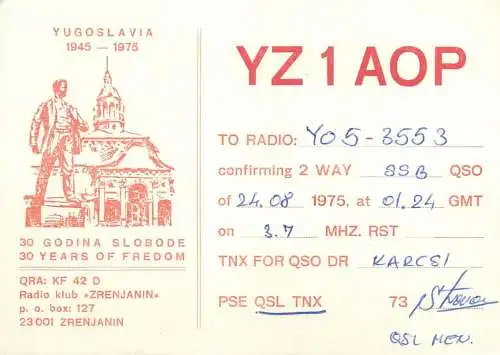 YUGOSLAVIA
1945 — 1975
30 GODINA SLOBODE
30 YEARS OF FREDOM
QRA: KF 42 D
Radio klub »ZRENJANIN«
p. o. box: 127
23001 ZRENJANIN
YZ 1 AOP
TO RADIO: YO5-3553
confirming 2 WAY SSB QSO
of 24.08 1975, at 01.24 GMT
on 3.7 MHZ. RST
TNX FOR QSO DR KARCSI
PSE QSL TNX 73
QSL MEN.